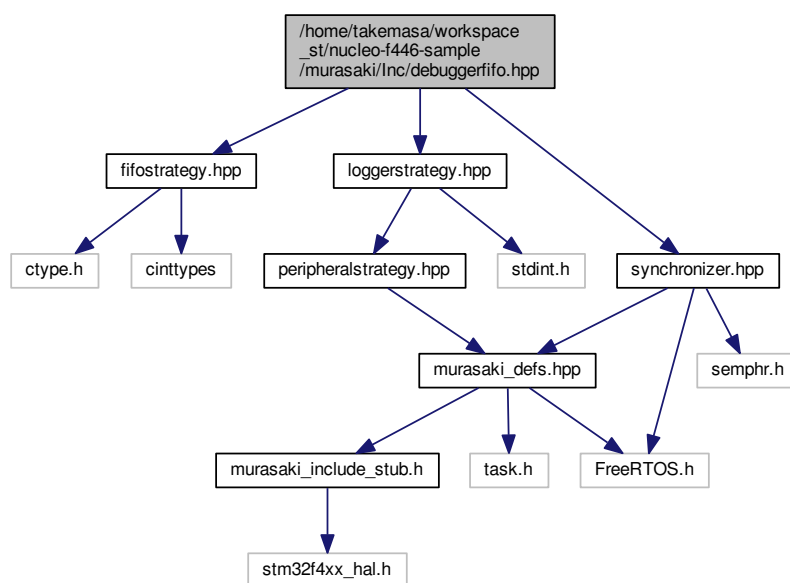 /home/takemasa/workspace
_st/nucleo-f446-sample
/murasaki/Inc/debuggerfifo.hpp
fifostrategy.hpp
loggerstrategy.hpp
ctype.h
cinttypes
peripheralstrategy.hpp
stdint.h
synchronizer.hpp
murasaki_defs.hpp
semphr.h
murasaki_include_stub.h
task.h
FreeRTOS.h
stm32f4xx_hal.h